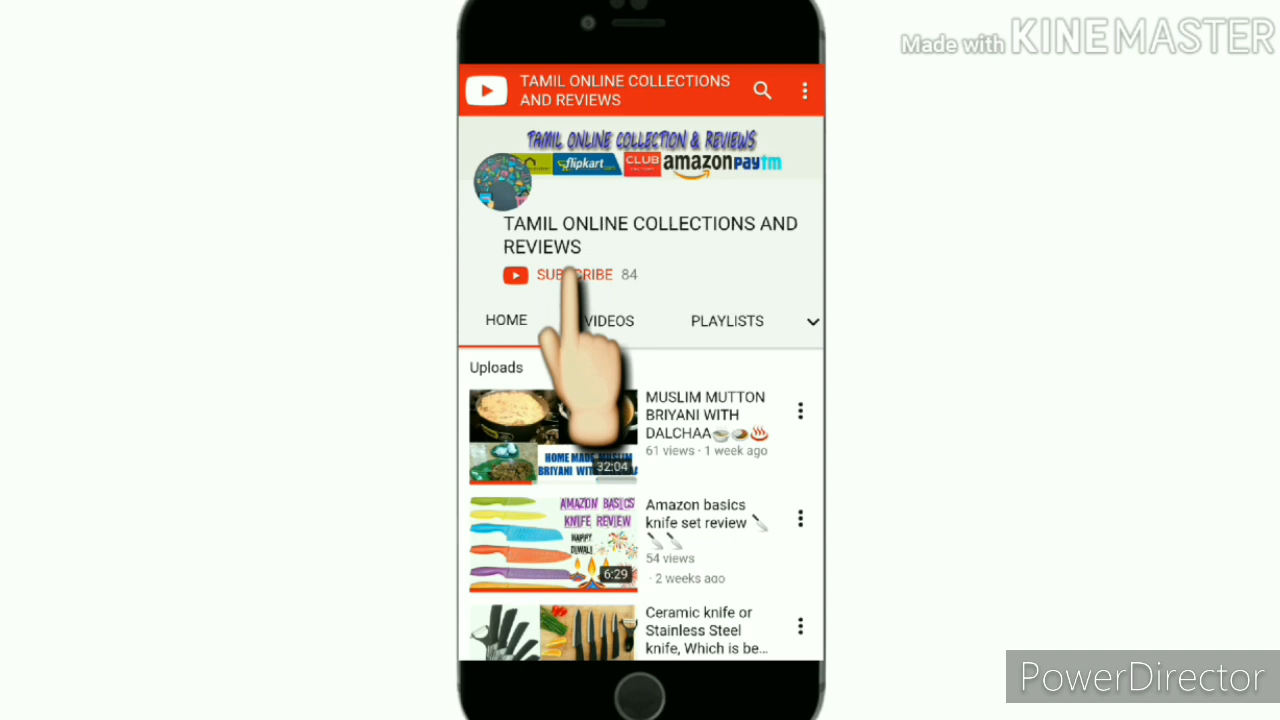 Made with KINEMASTER
TAMIL ONLINE COLLECTIONS
AND REVIEWS
TAMIL ONLINE COLLECTION & REVIEWS
flipkart
CLUB
amazon
paytm
TAMIL ONLINE COLLECTIONS AND
REVIEWS
SUBSCRIBE 84
HOME
VIDEOS
PLAYLISTS
Uploads
MUSLIM MUTTON
BRIYANI WITH
DALCHAA
61 views · 1 week ago
HOME MADE MUSLIM
BRIYANI WITH
32:04
Amazon basics
knife set review
54 views
· 2 weeks ago
AMAZON BASICS
KNIFE REVIEW
HAPPY
DIWALI
6:29
Ceramic knife or
Stainless Steel
knife, Which is be...
PowerDirector